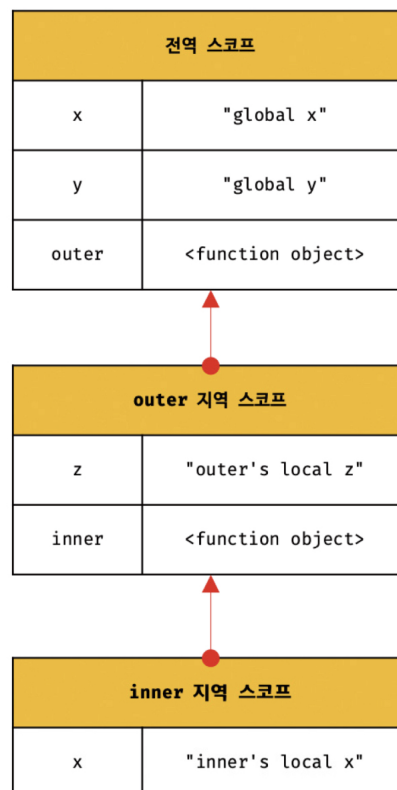 전역 스코프
x "global x"
y "global y"
outer <function object>
outer 지역 스코프
z "outer's local z"
inner <function object>
inner 지역 스코프
x "inner's local x"